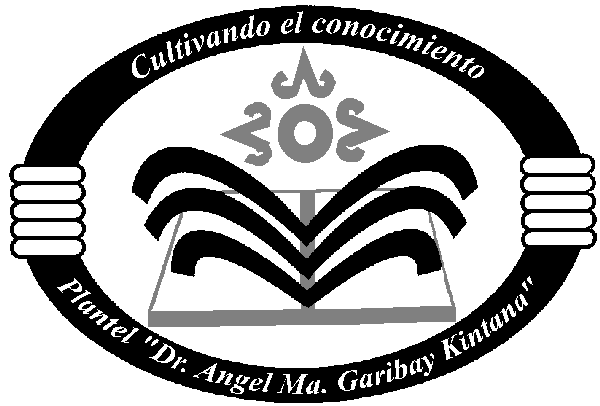 Cultivando el conocimiento
Plantel "Dr. Angel Ma. Garibay Kintana"